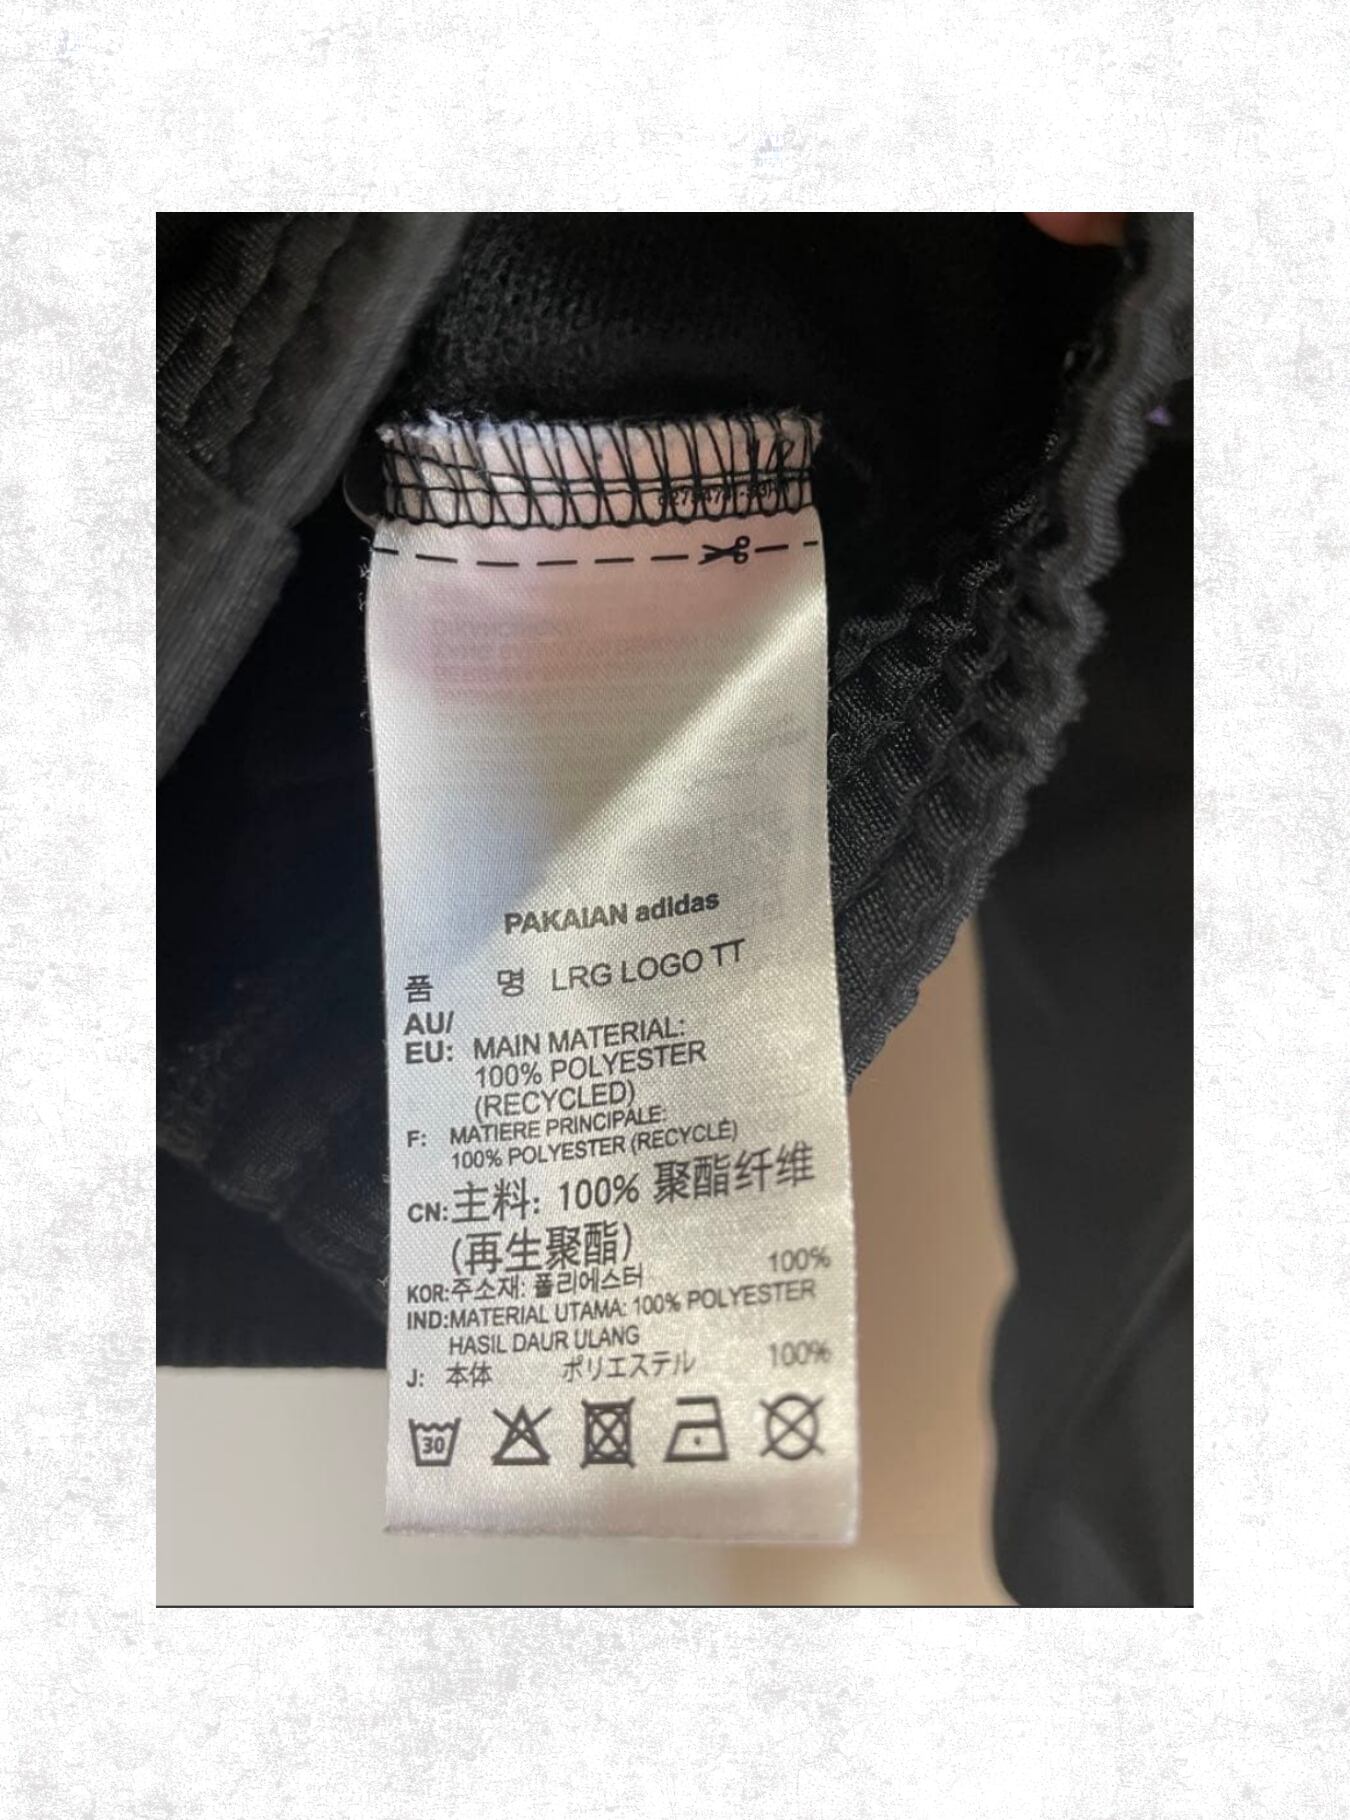 PAKAIAN adidas
품 명 LRG LOGO TT
AU/
EU: MAIN MATERIAL:
100% POLYESTER
(RECYCLED)
F: MATIERE PRINCIPALE:
100% POLYESTER (RECYCLÉ)
CN:主料: 100% 聚酯纤维
(再生聚酯)
KOR:주소재: 폴리에스터 100%
IND:MATERIAL UTAMA: 100% POLYESTER
HASIL DAUR ULANG
J: 本体 ポリエステル 100%
30